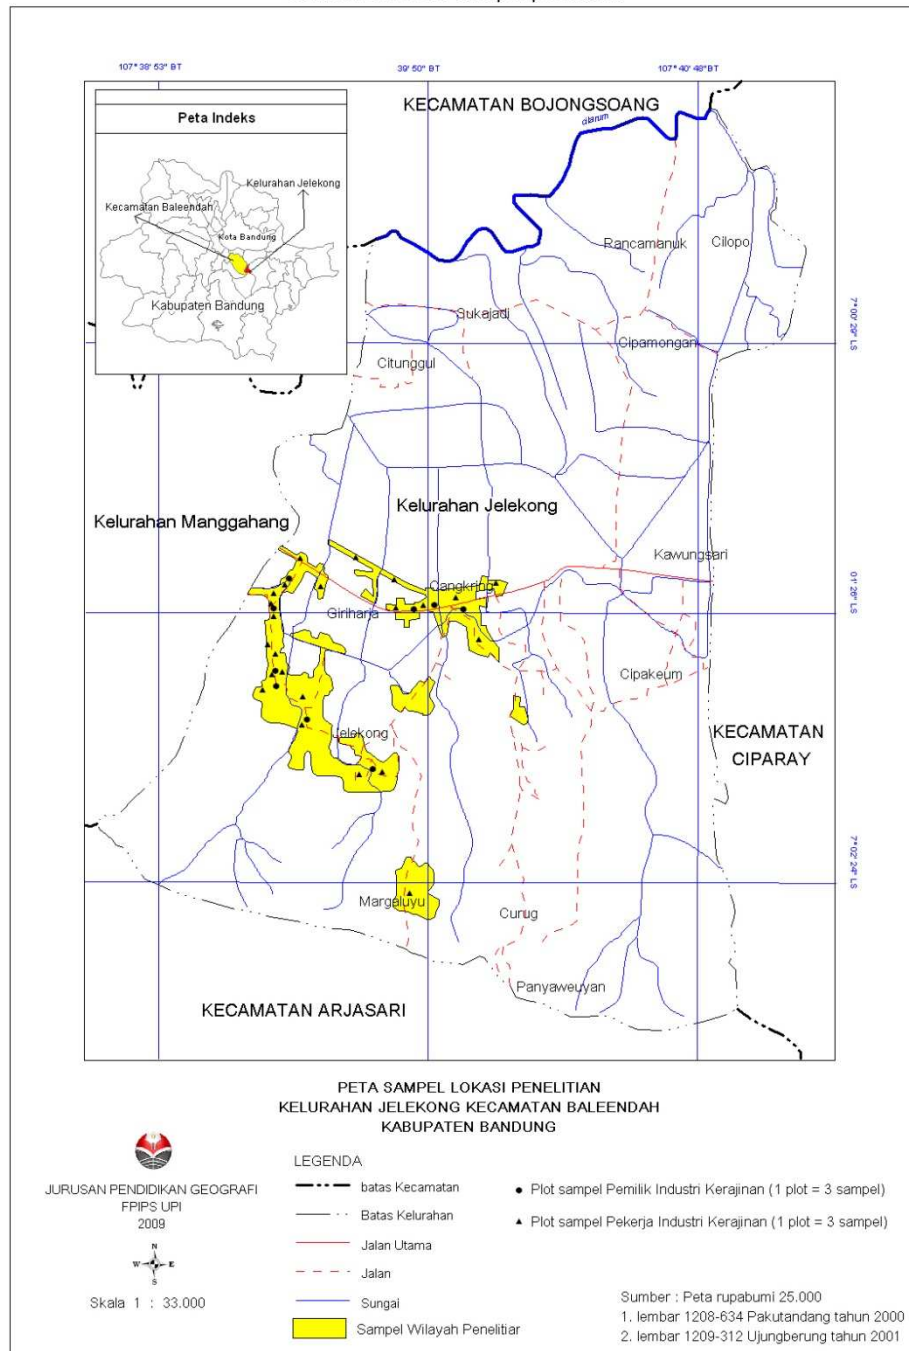 107° 38' 53" BT
39' 50" BT
107° 40' 48" BT
KECAMATAN BOJONGSOANG
citarum
Peta Indeks
Kelurahan Jelekong
Kecamatan Baleendah
Kota Bandung
Kabupaten Bandung
Rancamanuk
Cilopo
Sukajadi
7° 00' 29" LS
Cipamongan
Citunggul
Kelurahan Jelekong
Kelurahan Manggahang
Kawungsari
Cangkring
01' 26" LS
Giriharja
Cipakeum
Jelekong
KECAMATAN
CIPARAY
7° 02' 24" LS
Margaluyu
Curug
Panyaweuyan
KECAMATAN ARJASARI
PETA SAMPEL LOKASI PENELITIAN
KELURAHAN JELEKONG KECAMATAN BALEENDAH
KABUPATEN BANDUNG
JURUSAN PENDIDIKAN GEOGRAFI
FPIPS UPI
2009
N
W E
S
Skala 1 : 33.000
LEGENDA
batas Kecamatan
Batas Kelurahan
Jalan Utama
Jalan
Sungai
Sampel Wilayah Penelitiar
Plot sampel Pemilik Industri Kerajinan (1 plot = 3 sampel)
Plot sampel Pekerja Industri Kerajinan (1 plot = 3 sampel)
Sumber : Peta rupabumi 25.000
1. lembar 1208-634 Pakutandang tahun 2000
2. lembar 1209-312 Ujungberung tahun 2001